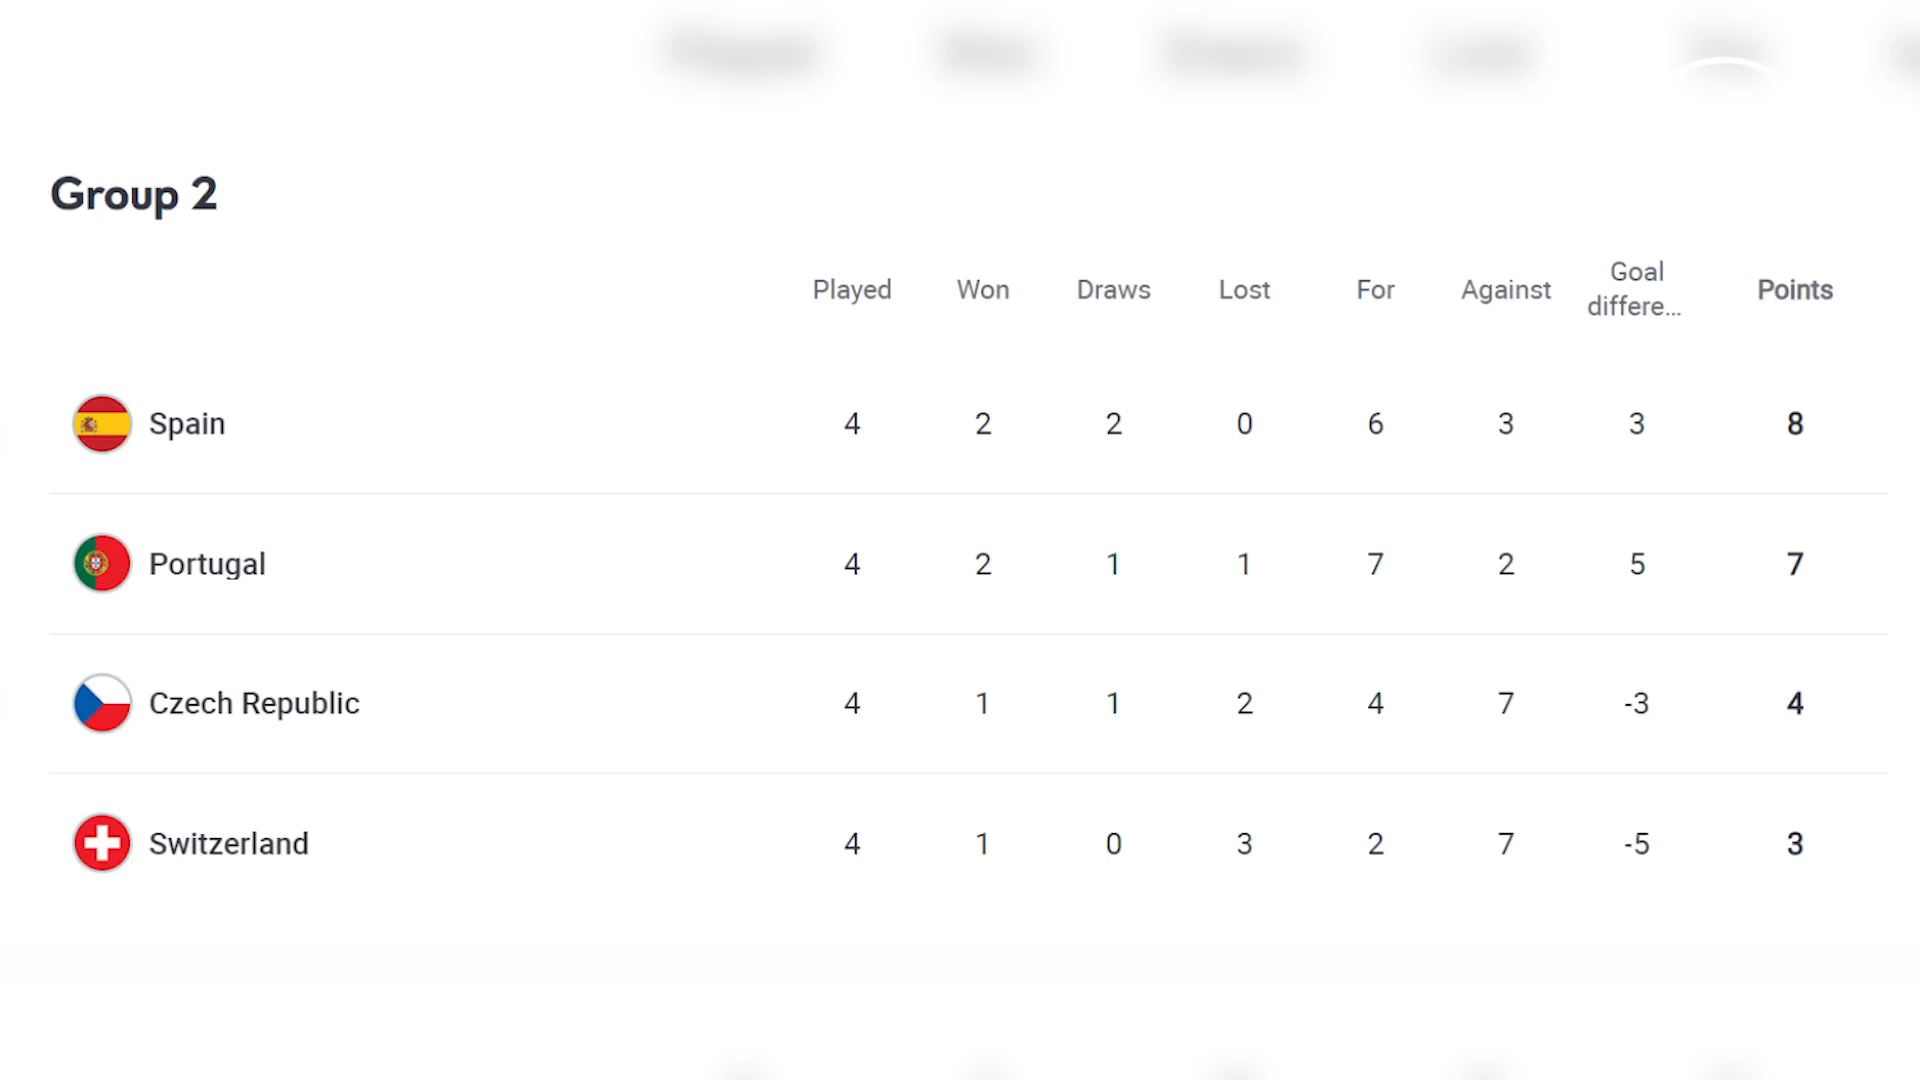 Group 2
Played Won Draws Lost For Against Goal differe... Points
Spain 4 2 2 0 6 3 3 8
Portugal 4 2 1 1 7 2 5 7
Czech Republic 4 1 1 2 4 7 -3 4
Switzerland 4 1 0 3 2 7 -5 3